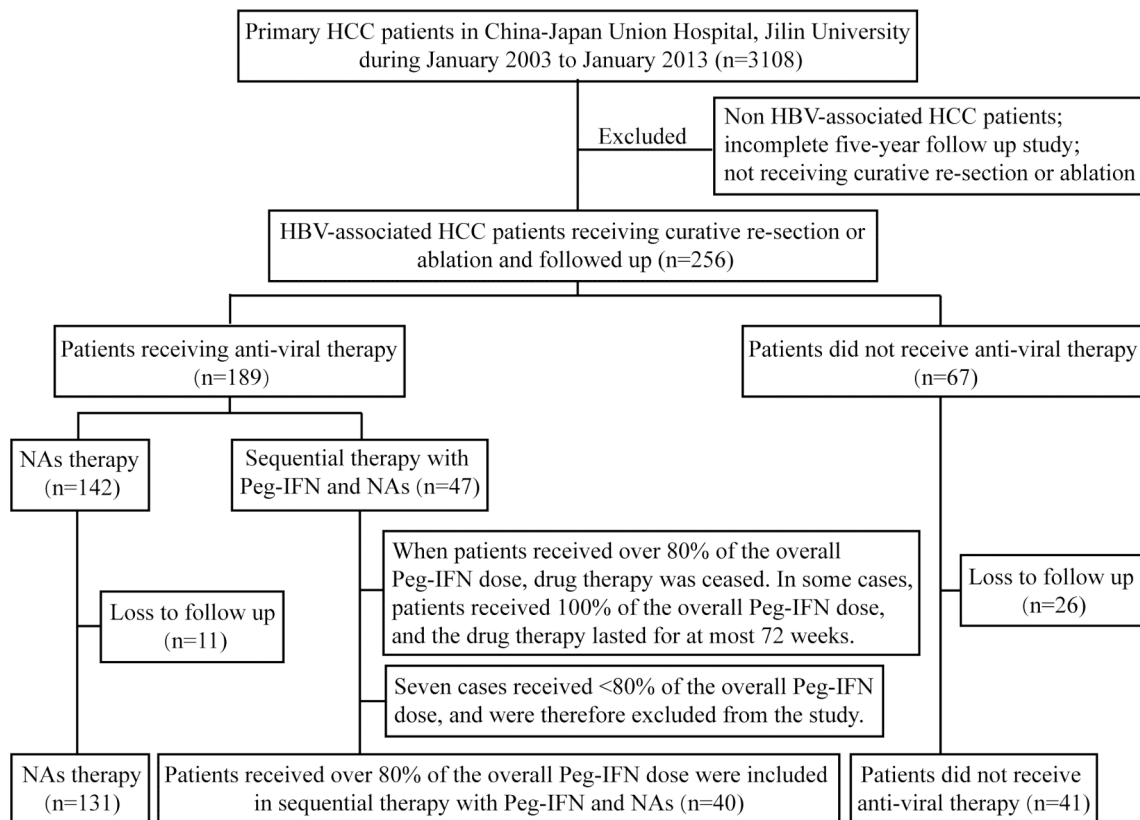 Primary HCC patients in China-Japan Union Hospital, Jilin University
during January 2003 to January 2013 (n=3108)
Excluded
Non HBV-associated HCC patients;
incomplete five-year follow up study;
not receiving curative re-section or ablation
HBV-associated HCC patients receiving curative re-section or
ablation and followed up (n=256)
Patients receiving anti-viral therapy
(n=189)
Patients did not receive anti-viral therapy
(n=67)
NAs therapy
(n=142)
Sequential therapy with
Peg-IFN and NAs (n=47)
When patients received over 80% of the overall
Peg-IFN dose, drug therapy was ceased. In some cases,
patients received 100% of the overall Peg-IFN dose,
and the drug therapy lasted for at most 72 weeks.
Loss to follow up
(n=11)
Loss to follow up
(n=26)
Seven cases received <80% of the overall Peg-IFN
dose, and were therefore excluded from the study.
NAs therapy
(n=131)
Patients received over 80% of the overall Peg-IFN dose were included
in sequential therapy with Peg-IFN and NAs (n=40)
Patients did not receive
anti-viral therapy (n=41)